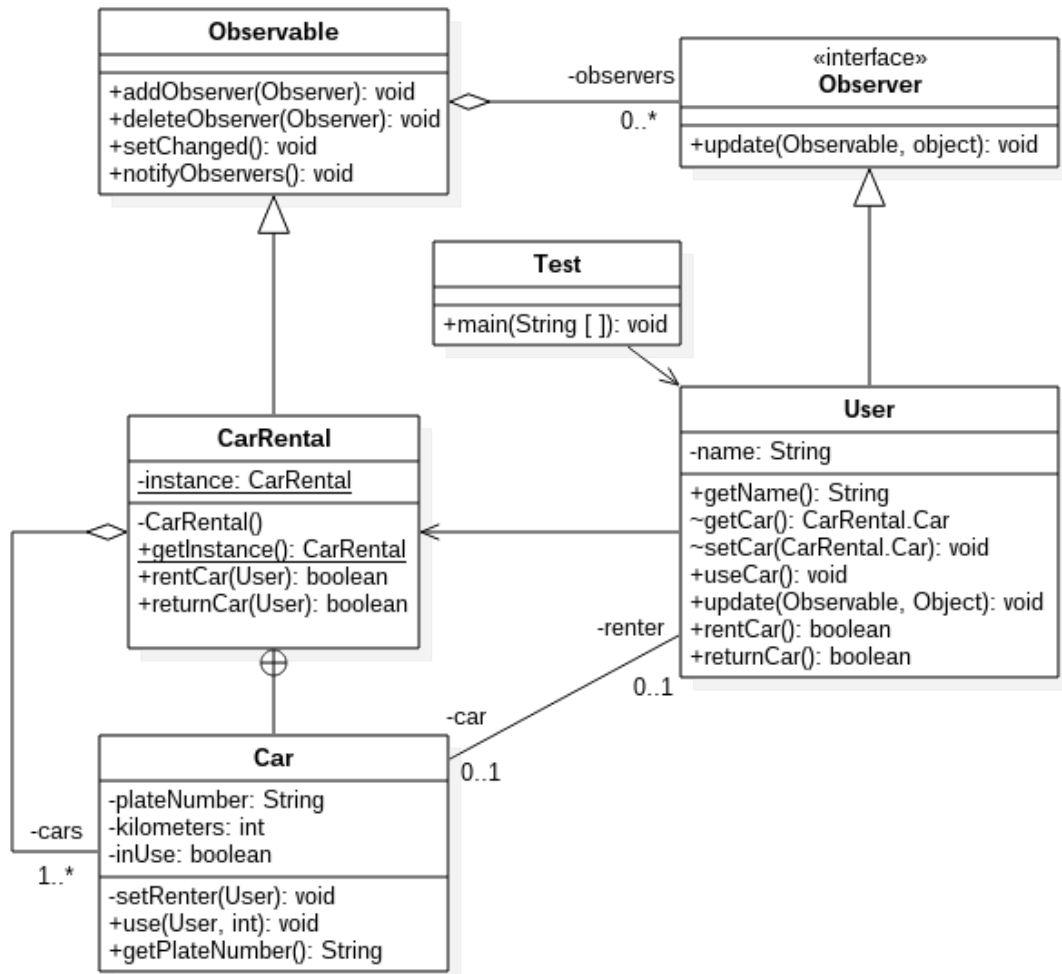 Observable
+addObserver(Observer): void
+deleteObserver(Observer): void
+setChanged(): void
+notifyObservers(): void
-observers
0..*
«interface»
Observer
+update(Observable, object): void
Test
+main(String [ ]): void
CarRental
-instance: CarRental
-CarRental()
+getInstance(): CarRental
+rentCar(User): boolean
+returnCar(User): boolean
User
-name: String
+getName(): String
~getCar(): CarRental.Car
~setCar(CarRental.Car): void
+useCar(): void
+update(Observable, Object): void
+rentCar(): boolean
+returnCar(): boolean
-renter
0..1
-car
0..1
-cars
1..*
Car
-plateNumber: String
-kilometers: int
-inUse: boolean
-setRenter(User): void
+use(User, int): void
+getPlateNumber(): String